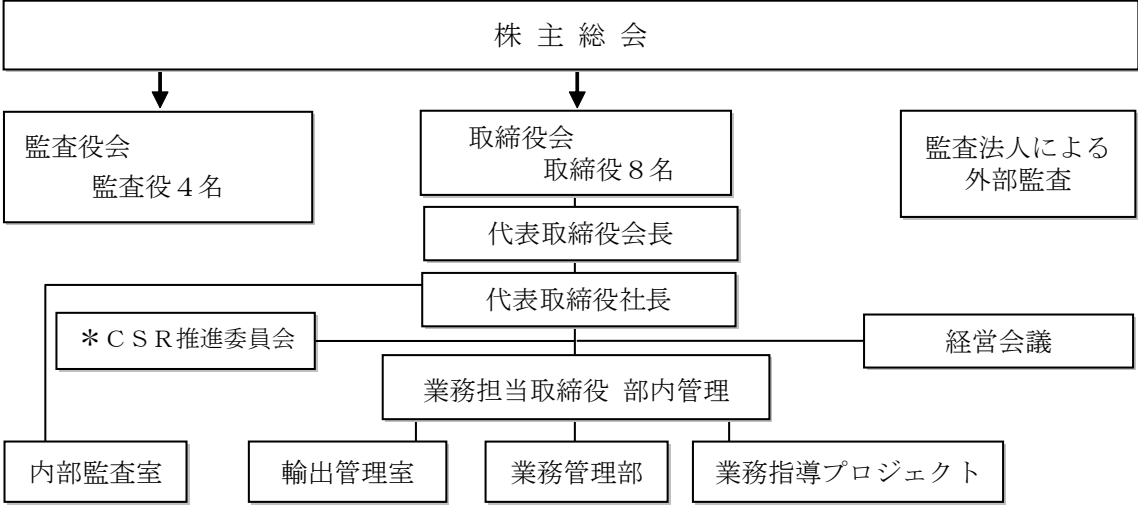 株 主 総 会
監査役会
監査役４名
取締役会
取締役８名
監査法人による
外部監査
代表取締役会長
代表取締役社長
＊ＣＳＲ推進委員会
経営会議
業務担当取締役 部内管理
内部監査室
輸出管理室
業務管理部
業務指導プロジェクト